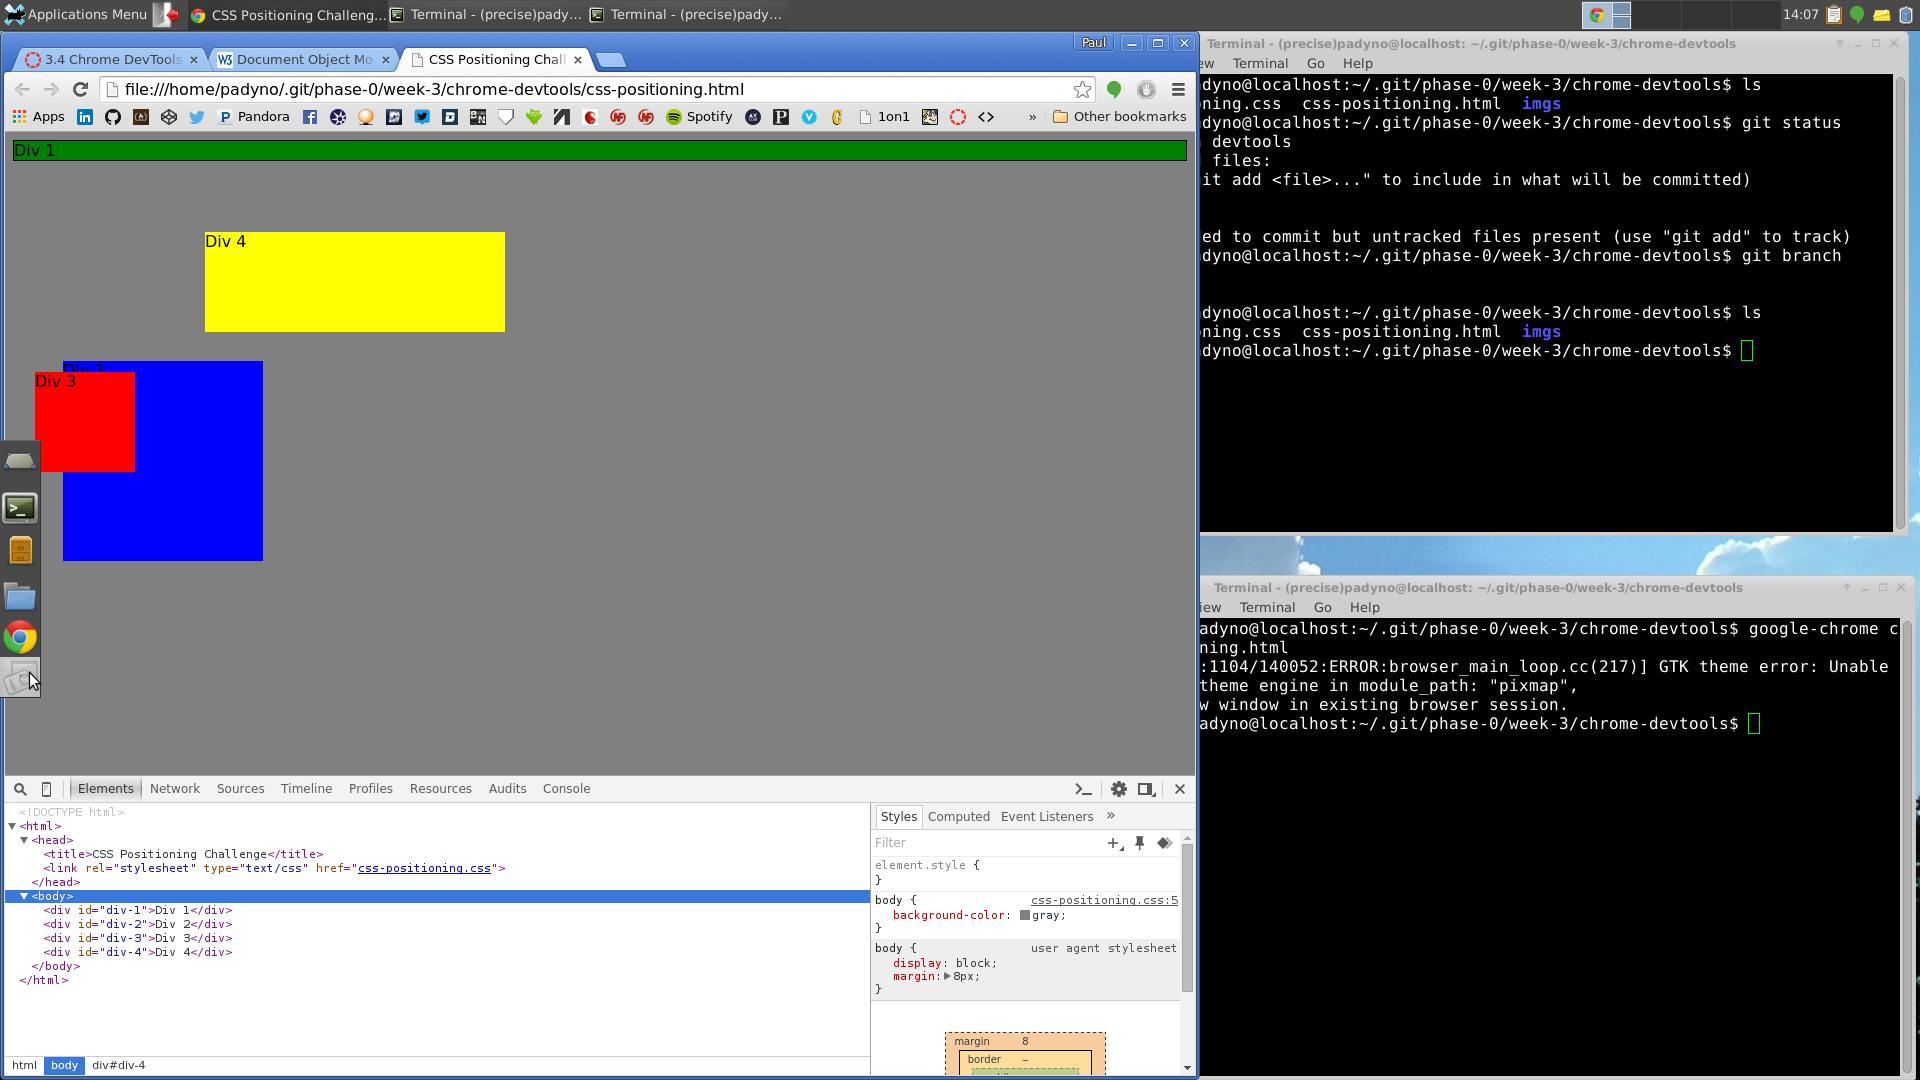 Applications Menu
CSS Positioning Challeng...
Terminal - (precise)pady...
Terminal - (precise)pady...
14:07
Paul
3.4 Chrome DevTools
W3 Document Object Mo
CSS Positioning Chall
file:///home/padyno/.git/phase-0/week-3/chrome-devtools/css-positioning.html
Apps
Pandora
Spotify
1on1
»
Other bookmarks
Div 1
Div 4
Div 2
Div 3
Elements Network Sources Timeline Profiles Resources Audits Console
<!DOCTYPE html>
<html>
<head>
<title>CSS Positioning Challenge</title>
<link rel="stylesheet" type="text/css" href="css-positioning.css">
</head>
<body>
<div id="div-1">Div 1</div>
<div id="div-2">Div 2</div>
<div id="div-3">Div 3</div>
<div id="div-4">Div 4</div>
</body>
</html>
html body div#div-4
Styles Computed Event Listeners »
Filter
element.style {
}
body { css-positioning.css:5
background-color: gray;
}
body { user agent stylesheet
display: block;
margin: 8px;
}
margin 8
border –
Terminal - (precise)padyno@localhost: ~/.git/phase-0/week-3/chrome-devtools
ew Terminal Go Help
adyno@localhost:~/.git/phase-0/week-3/chrome-devtools$ ls
ning.css css-positioning.html imgs
adyno@localhost:~/.git/phase-0/week-3/chrome-devtools$ git status
devtools
files:
it add <file>..." to include in what will be committed)
ed to commit but untracked files present (use "git add" to track)
adyno@localhost:~/.git/phase-0/week-3/chrome-devtools$ git branch
adyno@localhost:~/.git/phase-0/week-3/chrome-devtools$ ls
ning.css css-positioning.html imgs
adyno@localhost:~/.git/phase-0/week-3/chrome-devtools$
Terminal - (precise)padyno@localhost: ~/.git/phase-0/week-3/chrome-devtools
iew Terminal Go Help
adyno@localhost:~/.git/phase-0/week-3/chrome-devtools$ google-chrome c
ning.html
:1104/140052:ERROR:browser_main_loop.cc(217)] GTK theme error: Unable
theme engine in module_path: "pixmap",
w window in existing browser session.
adyno@localhost:~/.git/phase-0/week-3/chrome-devtools$